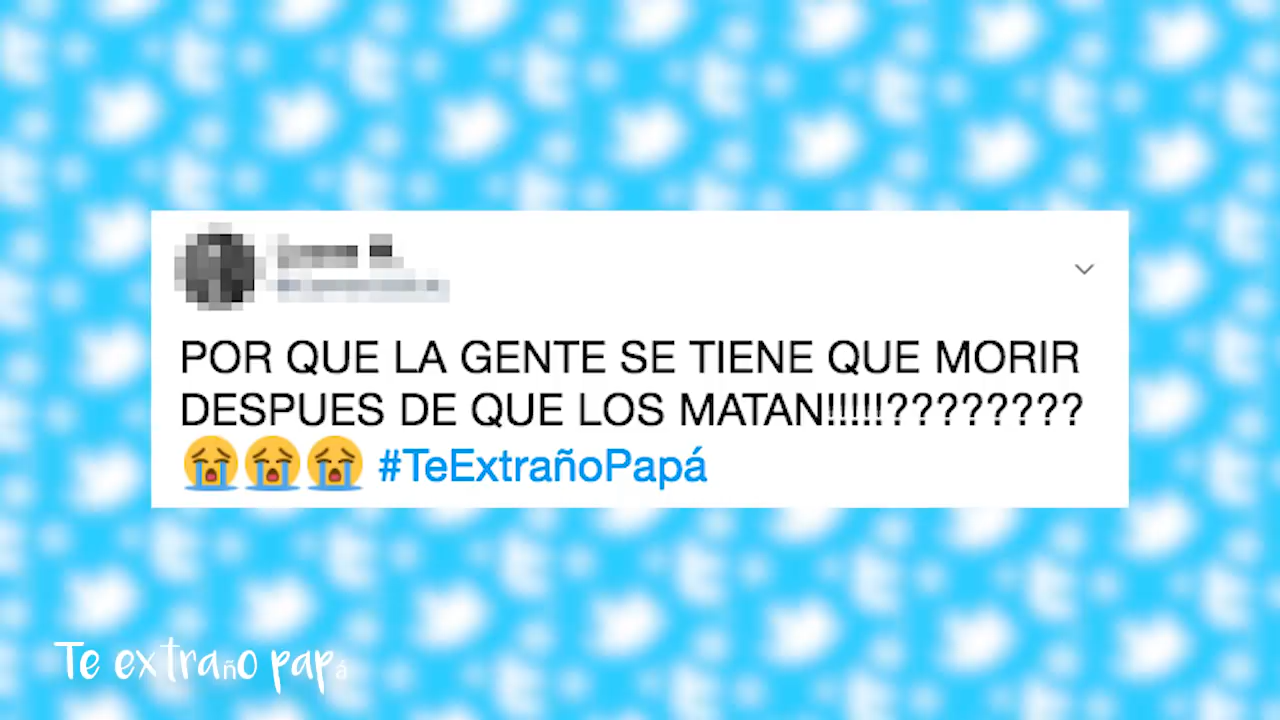 POR QUE LA GENTE SE TIENE QUE MORIR
DESPUES DE QUE LOS MATAN!!!!!????????
😭😭😭 #TeExtrañoPapá
Te extraño papá